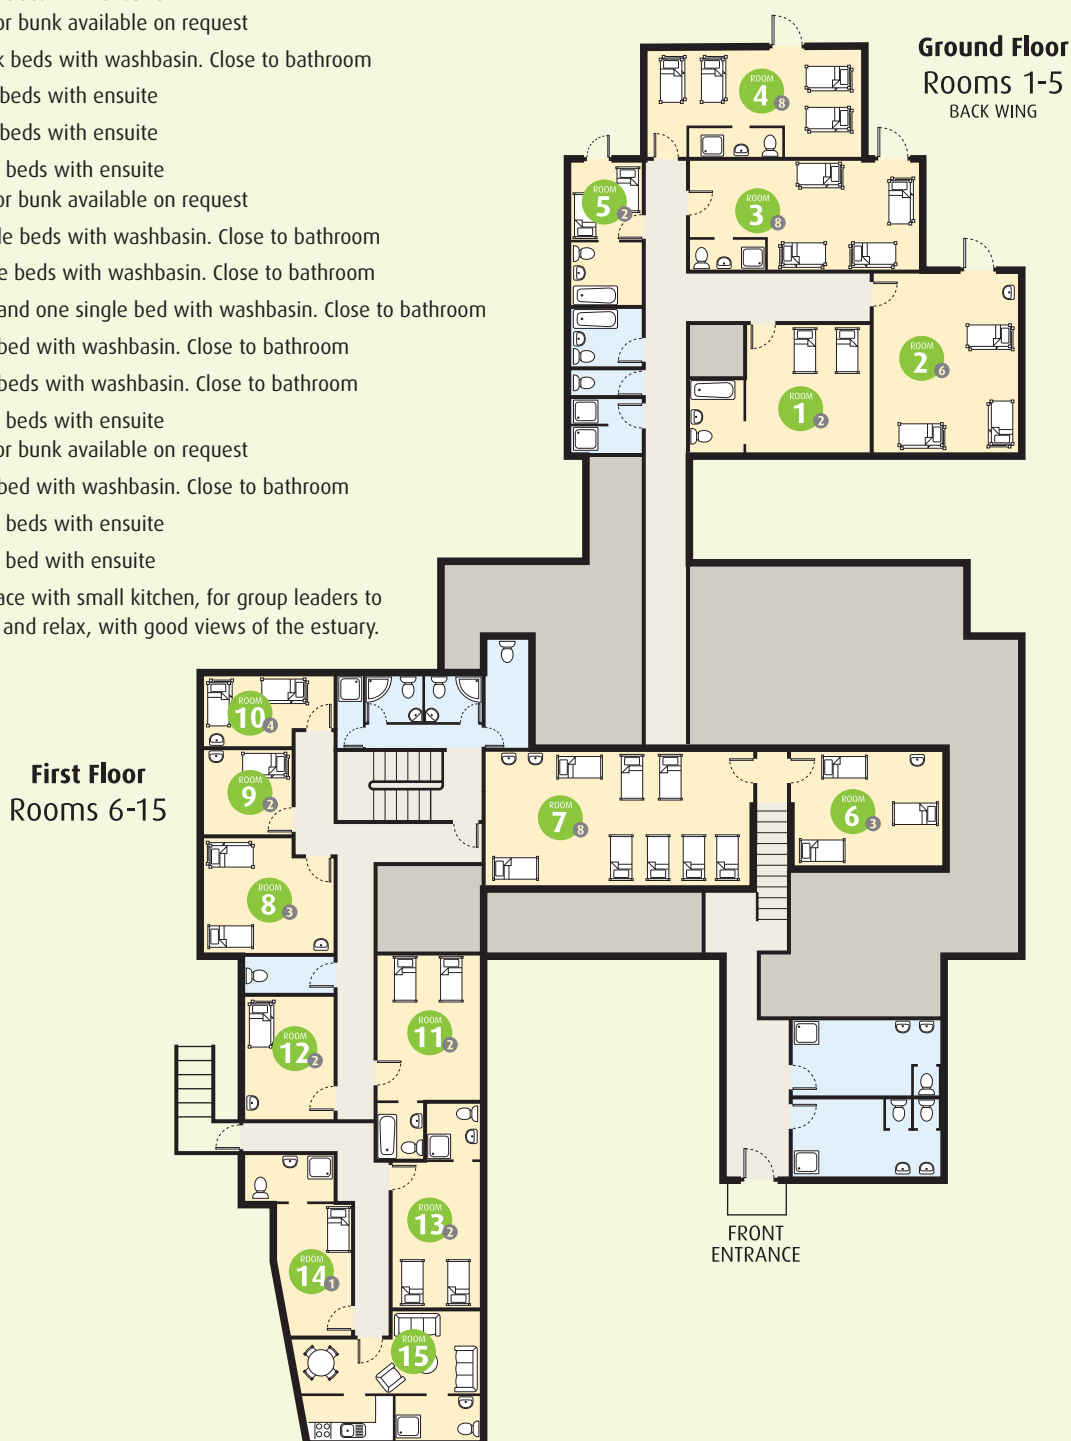 or bunk available on request
beds with washbasin. Close to bathroom
beds with ensuite
beds with ensuite
beds with ensuite
or bunk available on request
beds with washbasin. Close to bathroom
beds with washbasin. Close to bathroom
and one single bed with washbasin. Close to bathroom
bed with washbasin. Close to bathroom
beds with washbasin. Close to bathroom
beds with ensuite
or bunk available on request
bed with washbasin. Close to bathroom
beds with ensuite
bed with ensuite
with small kitchen, for group leaders to
and relax, with good views of the estuary.
Ground Floor
Rooms 1-5
BACK WING
ROOM
4
8
ROOM
5
2
ROOM
3
8
ROOM
2
6
ROOM
1
2
First Floor
Rooms 6-15
ROOM
10
4
ROOM
9
2
ROOM
7
8
ROOM
6
3
ROOM
8
3
ROOM
11
2
ROOM
12
2
ROOM
13
2
ROOM
14
1
ROOM
15
FRONT
ENTRANCE